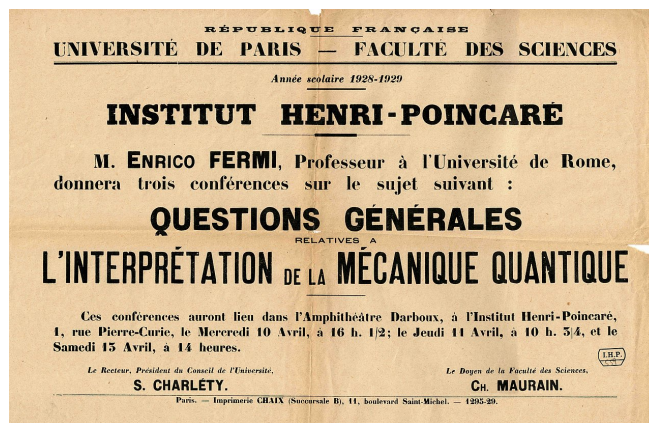 RÉPUBLIQUE FRANÇAISE
UNIVERSITÉ DE PARIS — FACULTÉ DES SCIENCES
Année scolaire 1928-1929
INSTITUT HENRI-POINCARÉ
M. ENRICO FERMI, Professeur à l'Université de Rome,
donnera trois conférences sur le sujet suivant :
QUESTIONS GÉNÉRALES
RELATIVES A
L'INTERPRÉTATION DE LA MÉCANIQUE QUANTIQUE
Ces conférences auront lieu dans l'Amphithéâtre Darboux, à l'Institut Henri-Poincaré,
1, rue Pierre-Curie, le Mercredi 10 Avril, à 16 h. 1/2; le Jeudi 11 Avril, à 10 h. 3/4, et le
Samedi 13 Avril, à 14 heures.
I.H.P.
Le Recteur, Président du Conseil de l'Université,
S. CHARLÉTY.
Le Doyen de la Faculté des Sciences,
CH. MAURAIN.
Paris. — Imprimerie CHAIX (Succursale B), 11, boulevard Saint-Michel. — 1295-29.